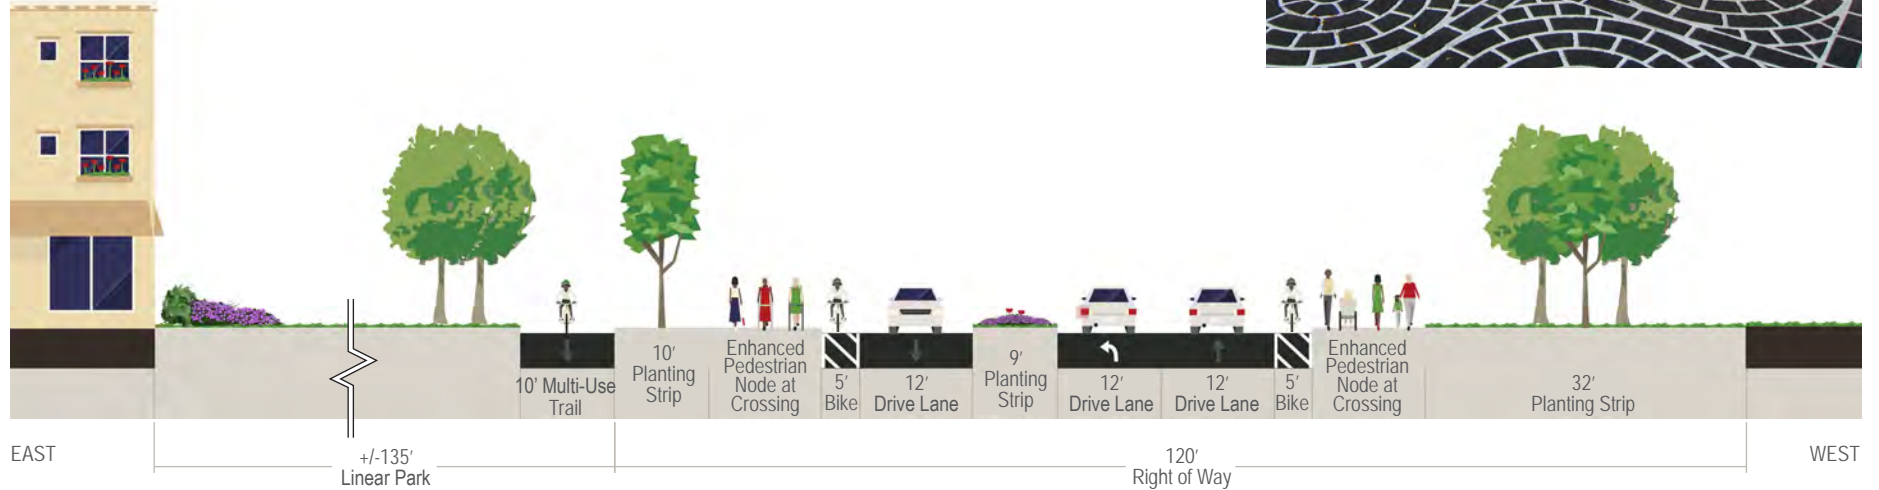 10' Multi-Use
Trail
10'
Planting
Strip
Enhanced
Pedestrian
Node at
Crossing
5'
Bike
12'
Drive Lane
9'
Planting
Strip
12'
Drive Lane
12'
Drive Lane
5'
Bike
Enhanced
Pedestrian
Node at
Crossing
32'
Planting Strip
EAST
+/-135'
Linear Park
120'
Right of Way
WEST